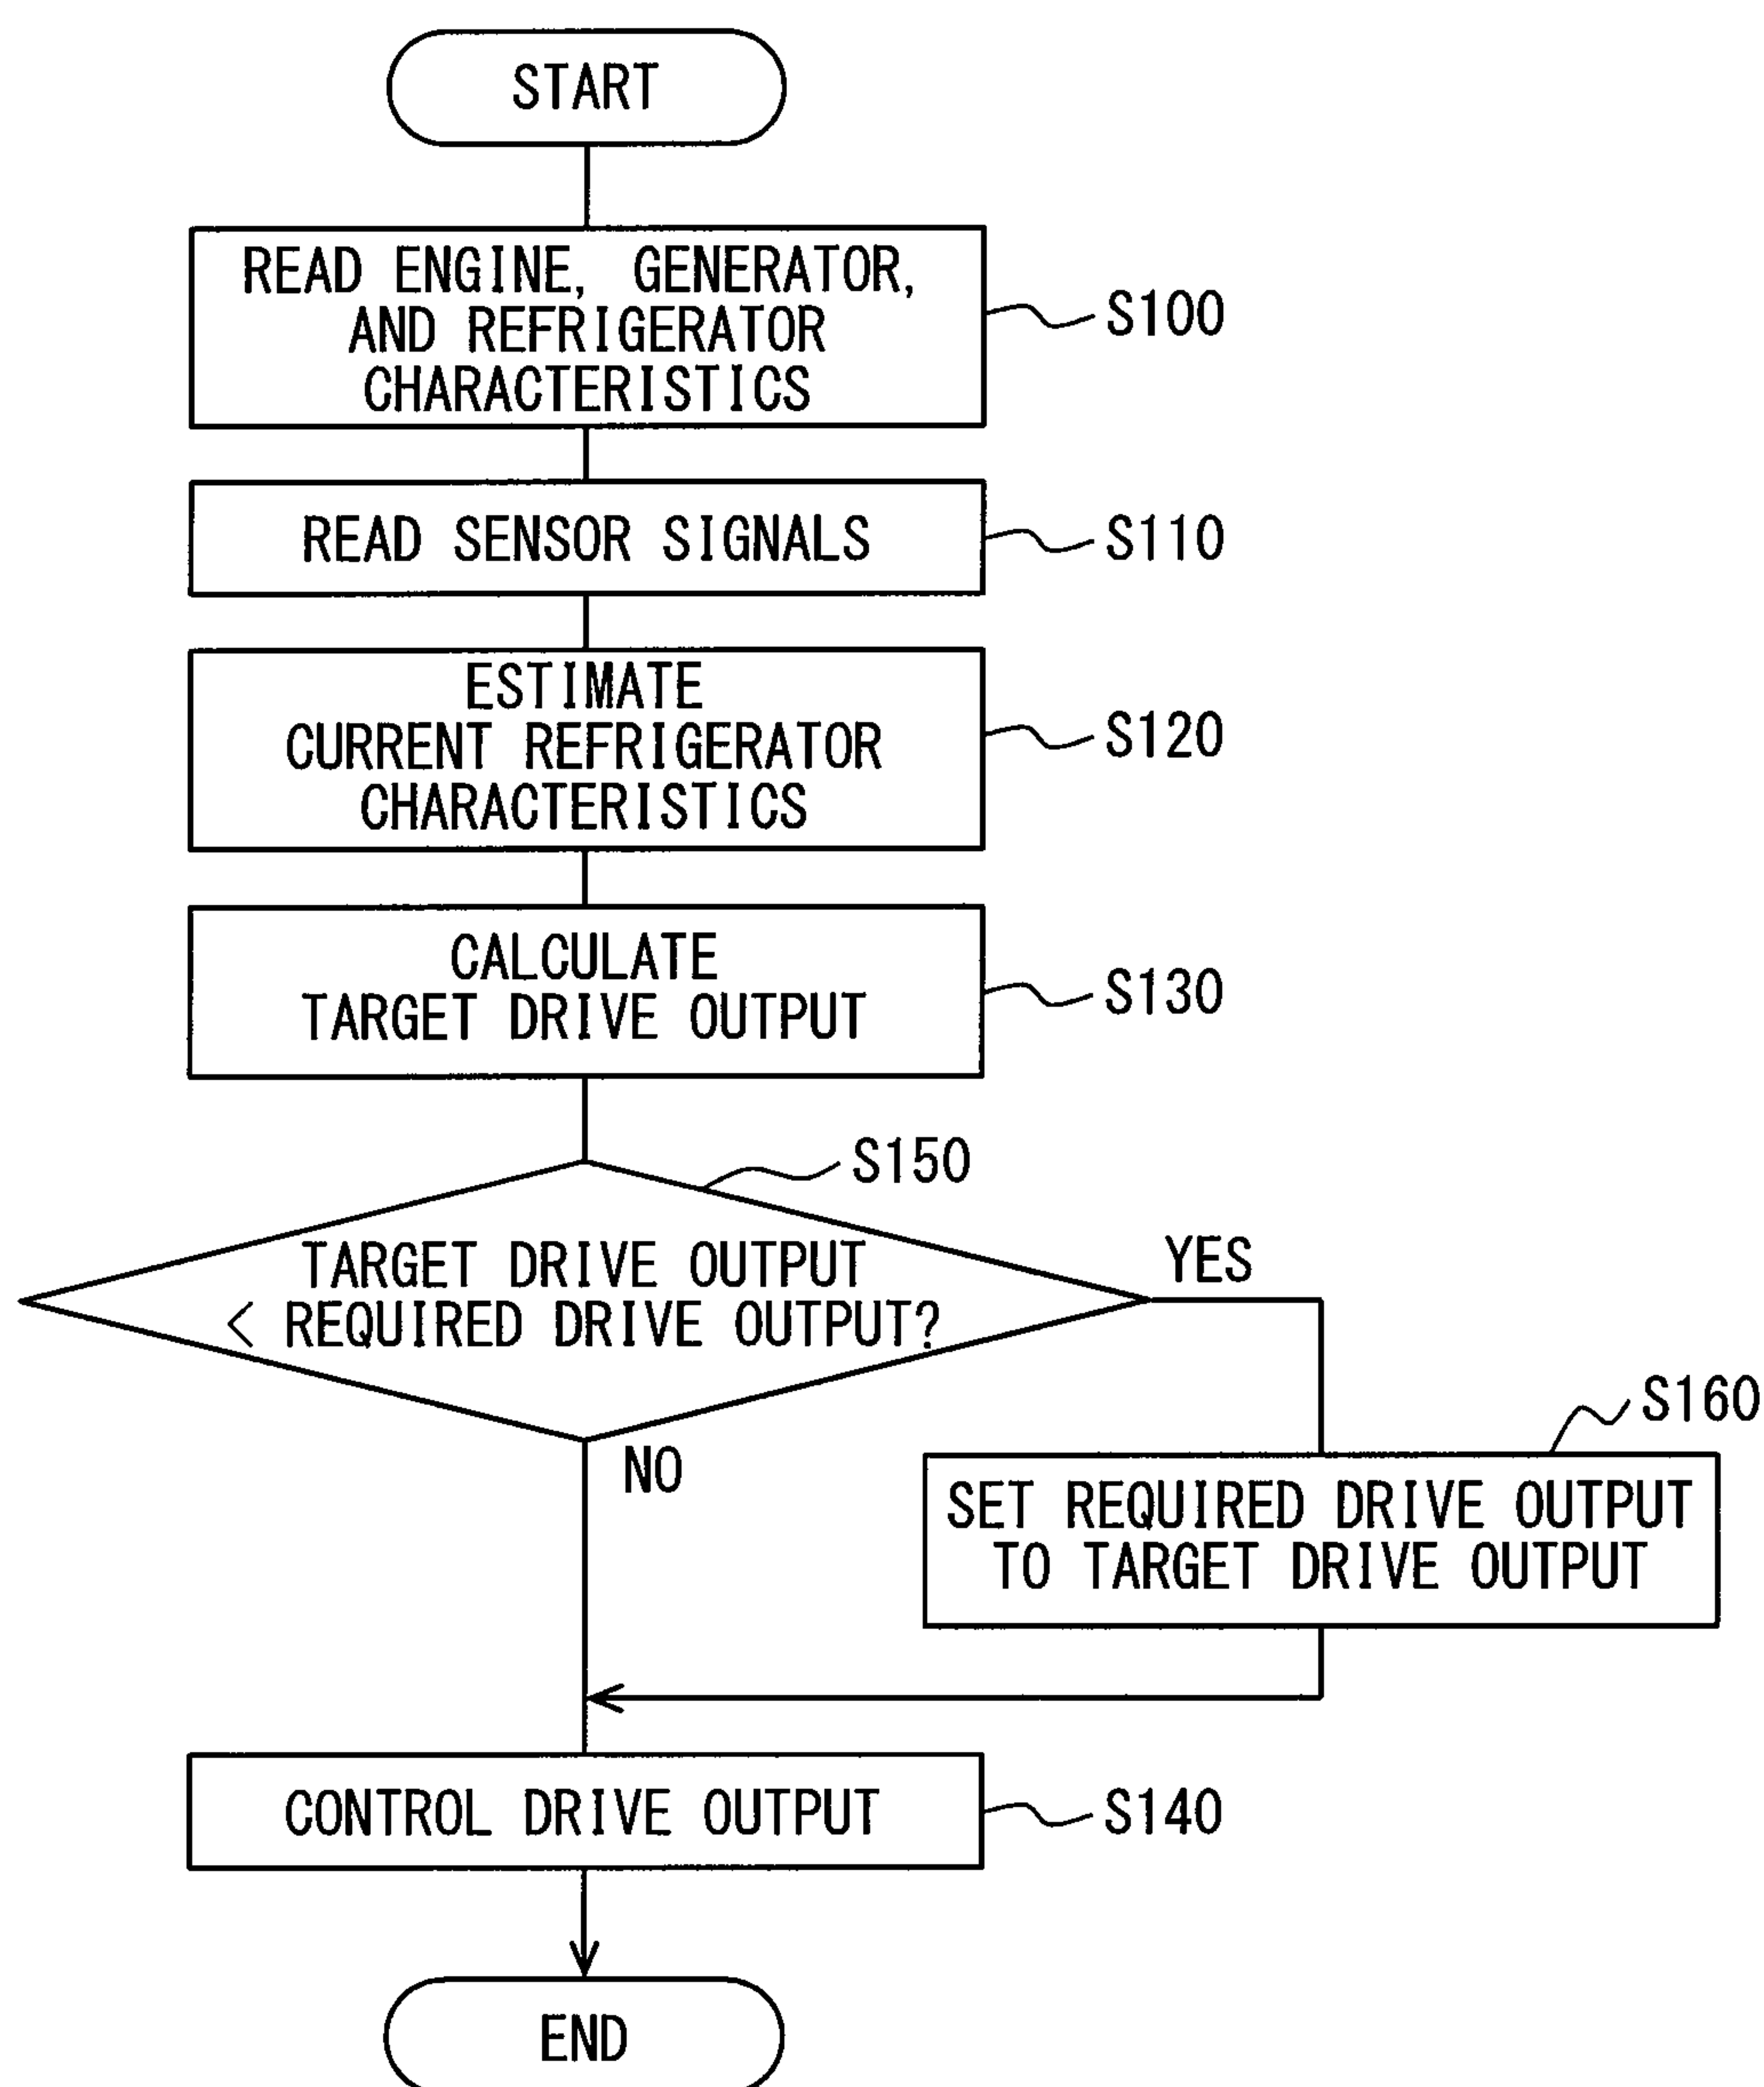 START
READ ENGINE, GENERATOR,
AND REFRIGERATOR
CHARACTERISTICS
S100
READ SENSOR SIGNALS
S110
ESTIMATE
CURRENT REFRIGERATOR
CHARACTERISTICS
S120
CALCULATE
TARGET DRIVE OUTPUT
S130
S150
TARGET DRIVE OUTPUT
< REQUIRED DRIVE OUTPUT?
YES
NO
S160
SET REQUIRED DRIVE OUTPUT
TO TARGET DRIVE OUTPUT
CONTROL DRIVE OUTPUT
S140
END